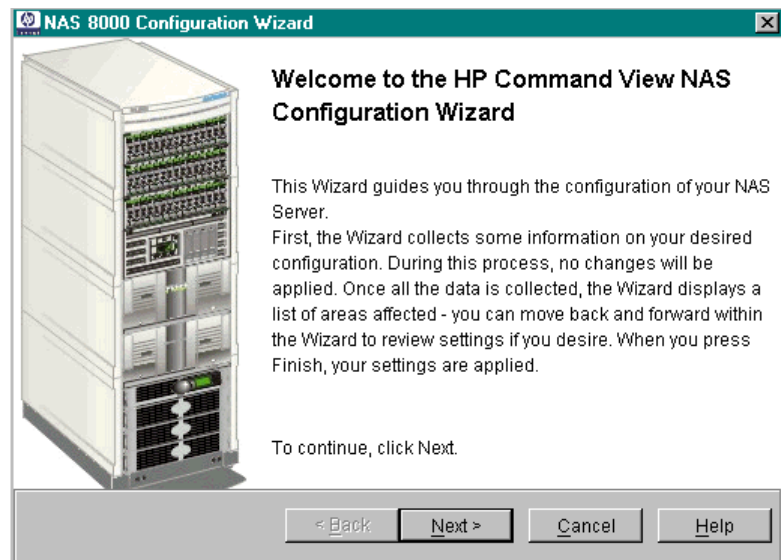 NAS 8000 Configuration Wizard
Welcome to the HP Command View NAS
Configuration Wizard
This Wizard guides you through the configuration of your NAS
Server.
First, the Wizard collects some information on your desired
configuration. During this process, no changes will be
applied. Once all the data is collected, the Wizard displays a
list of areas affected - you can move back and forward within
the Wizard to review settings if you desire. When you press
Finish, your settings are applied.
To continue, click Next.
< Back Next > Cancel Help